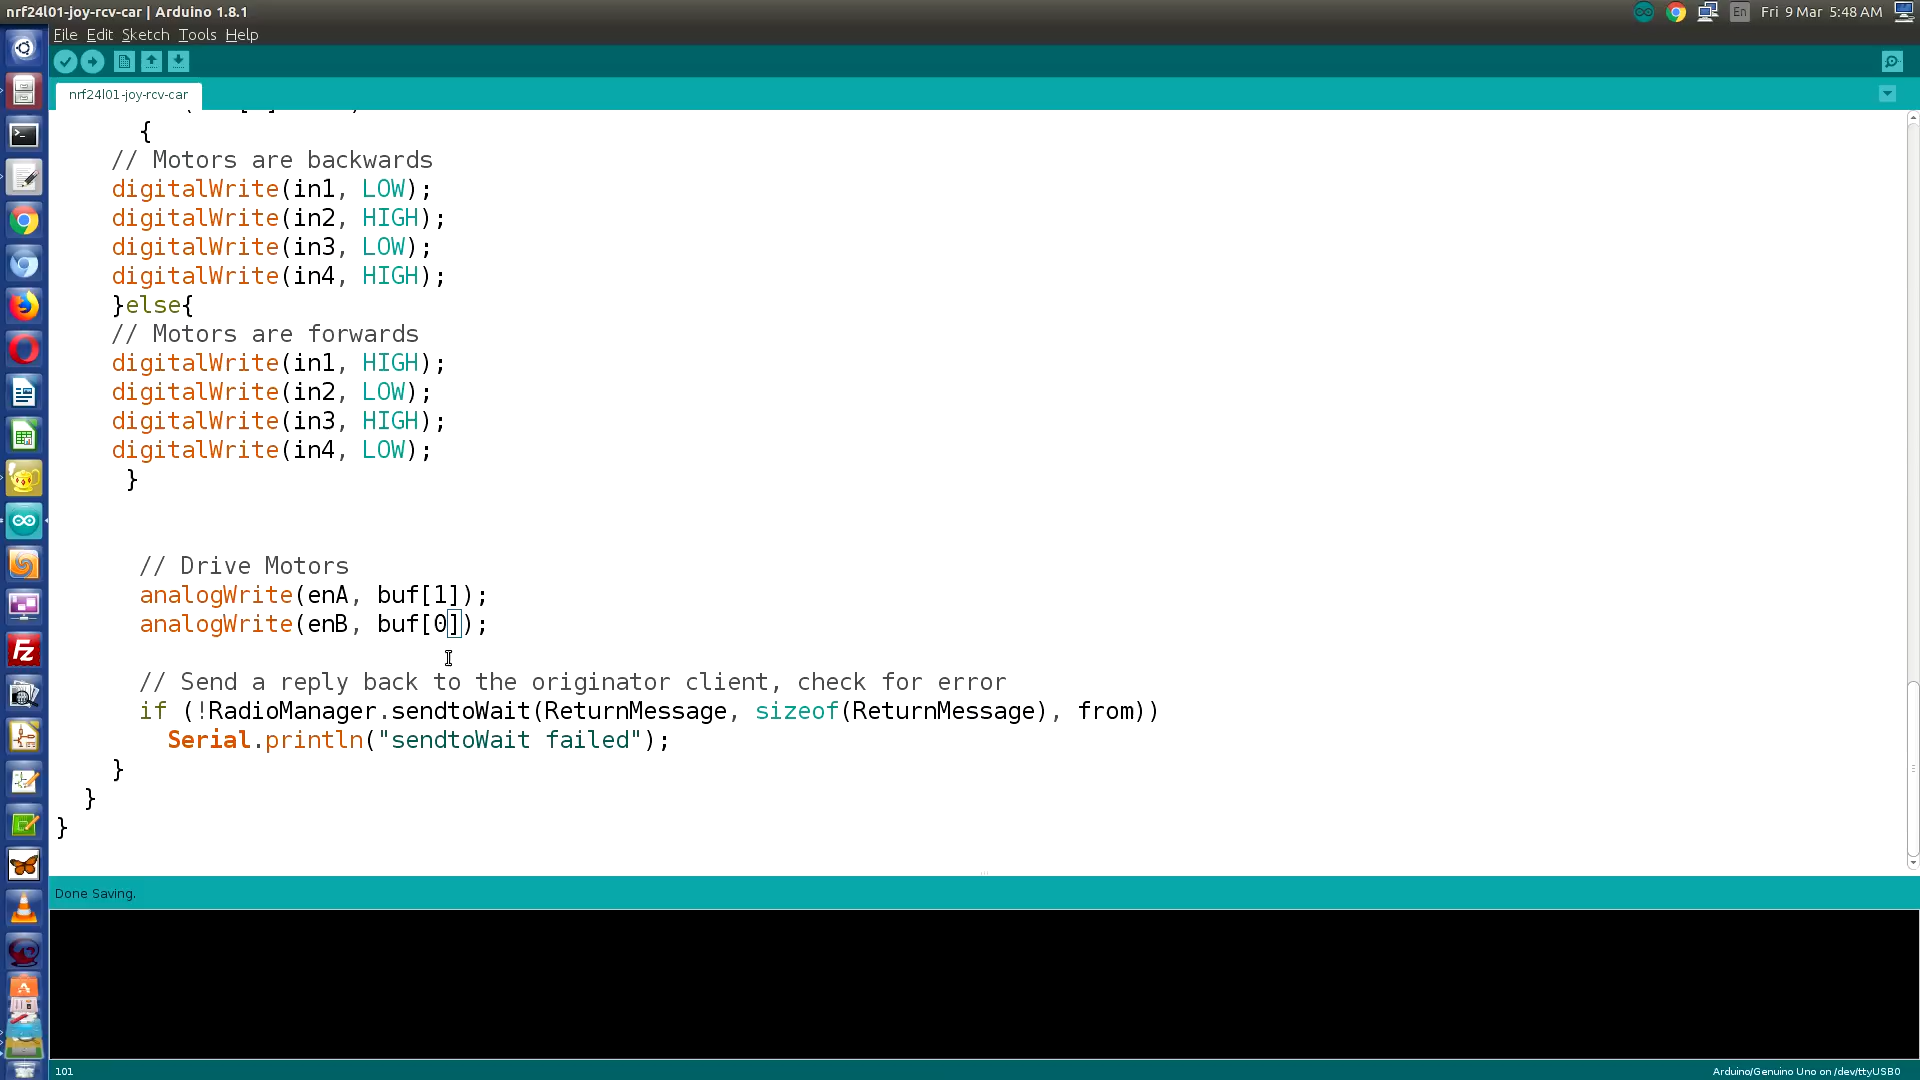 nrf24l01-joy-rcv-car | Arduino 1.8.1
En Fri 9 Mar 5:48 AM
File Edit Sketch Tools Help
nrf24l01-joy-rcv-car
{
// Motors are backwards
digitalWrite(in1, LOW);
digitalWrite(in2, HIGH);
digitalWrite(in3, LOW);
digitalWrite(in4, HIGH);
}else{
// Motors are forwards
digitalWrite(in1, HIGH);
digitalWrite(in2, LOW);
digitalWrite(in3, HIGH);
digitalWrite(in4, LOW);
}
// Drive Motors
analogWrite(enA, buf[1]);
analogWrite(enB, buf[0]);
// Send a reply back to the originator client, check for error
if (!RadioManager.sendtoWait(ReturnMessage, sizeof(ReturnMessage), from))
Serial.println("sendtoWait failed");
}
}
}
Done Saving.
101
Arduino/Genuino Uno on /dev/ttyUSB0
Fz